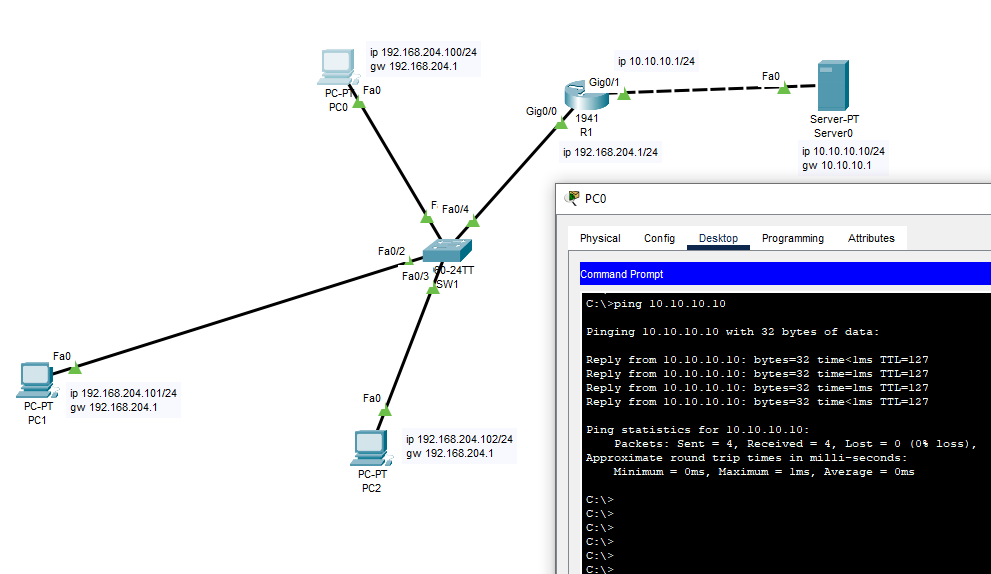 ip 192.168.204.100/24
gw 192.168.204.1
Fa0
PC-PT
PC0
ip 10.10.10.1/24
Gig0/1
Fa0
Gig0/0
1941
R1
ip 192.168.204.1/24
Server-PT
Server0
ip 10.10.10.10/24
gw 10.10.10.1
Fa0/4
Fa0/2
Fa0/3
60-24TT
SW1
Fa0
PC-PT
PC1
ip 192.168.204.101/24
gw 192.168.204.1
Fa0
PC-PT
PC2
ip 192.168.204.102/24
gw 192.168.204.1
PC0
Physical Config Desktop Programming Attributes
Command Prompt
C:\>ping 10.10.10.10
Pinging 10.10.10.10 with 32 bytes of data:
Reply from 10.10.10.10: bytes=32 time<1ms TTL=127
Reply from 10.10.10.10: bytes=32 time=1ms TTL=127
Reply from 10.10.10.10: bytes=32 time<1ms TTL=127
Reply from 10.10.10.10: bytes=32 time<1ms TTL=127
Ping statistics for 10.10.10.10:
Packets: Sent = 4, Received = 4, Lost = 0 (0% loss),
Approximate round trip times in milli-seconds:
Minimum = 0ms, Maximum = 1ms, Average = 0ms
C:\>
C:\>
C:\>
C:\>
C:\>
C:\>